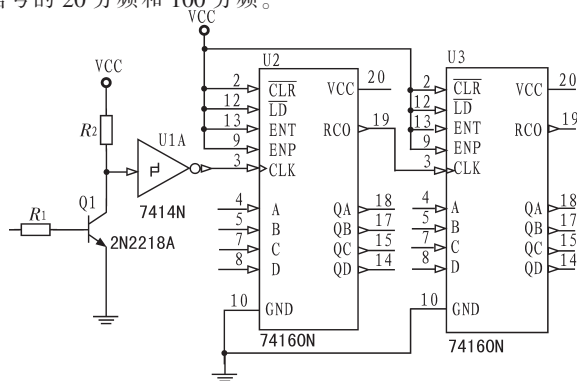 信号的 20 分频和 100 分频。
VCC
VCC
R2
U1A
7414N
Q1
R1
2N2218A
U2
2 CLR VCC 20
12 LD
13 ENT RCO 19
9 ENP
3 CLK
4 A QA 18
5 B QB 17
7 C QC 15
8 D QD 14
10 GND
74160N
U3
2 CLR VCC 20
12 LD
13 ENT RCO 19
9 ENP
3 CLK
4 A QA 18
5 B QB 17
7 C QC 15
8 D QD 14
10 GND
74160N